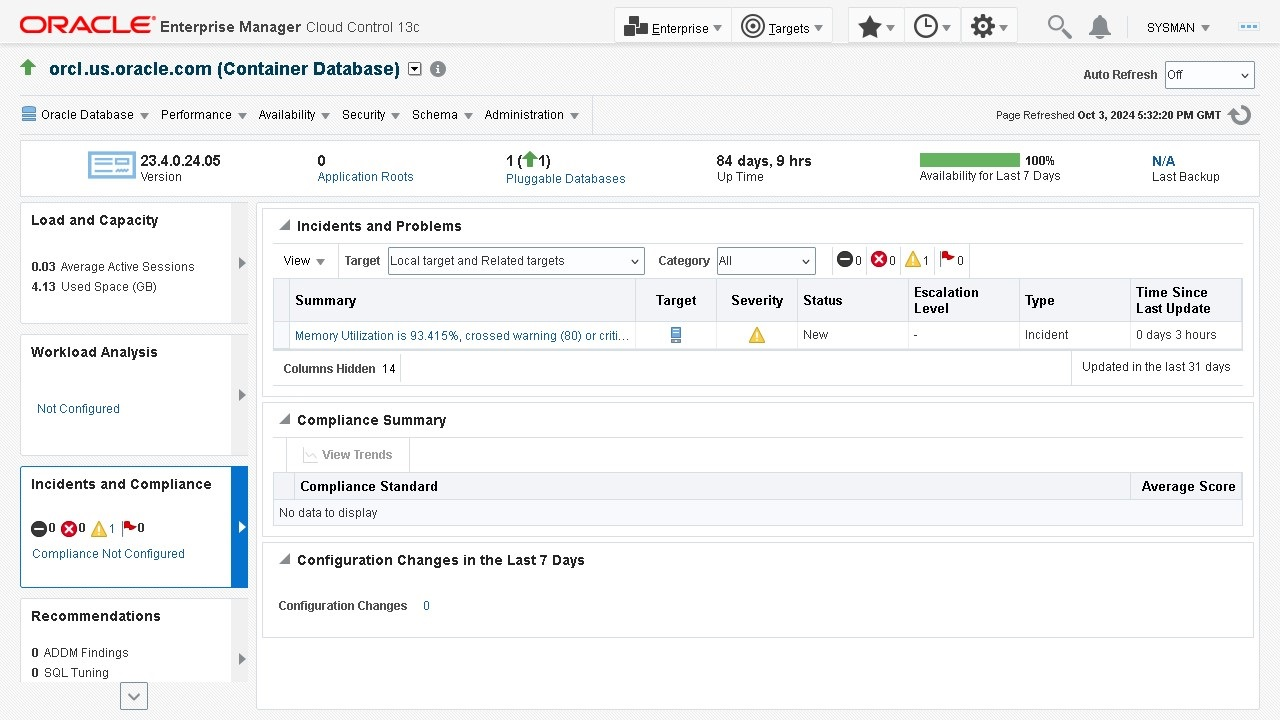 ORACLE Enterprise Manager Cloud Control 13c
Enterprise
Targets
SYSMAN
orcl.us.oracle.com (Container Database)
Auto Refresh Off
Oracle Database Performance Availability Security Schema Administration
Page Refreshed Oct 3, 2024 5:32:20 PM GMT
23.4.0.24.05
Version
0
Application Roots
1 (1)
Pluggable Databases
84 days, 9 hrs
Up Time
100%
Availability for Last 7 Days
N/A
Last Backup
Load and Capacity
0.03 Average Active Sessions
4.13 Used Space (GB)
Workload Analysis
Not Configured
Incidents and Compliance
0 0 1 0
Compliance Not Configured
Recommendations
0 ADDM Findings
0 SQL Tuning
Incidents and Problems
View Target Local target and Related targets Category All 0 0 1 0
Summary Target Severity Status Escalation Level Type Time Since Last Update
Memory Utilization is 93.415%, crossed warning (80) or criti... New - Incident 0 days 3 hours
Columns Hidden 14
Updated in the last 31 days
Compliance Summary
View Trends
Compliance Standard Average Score
No data to display
Configuration Changes in the Last 7 Days
Configuration Changes 0